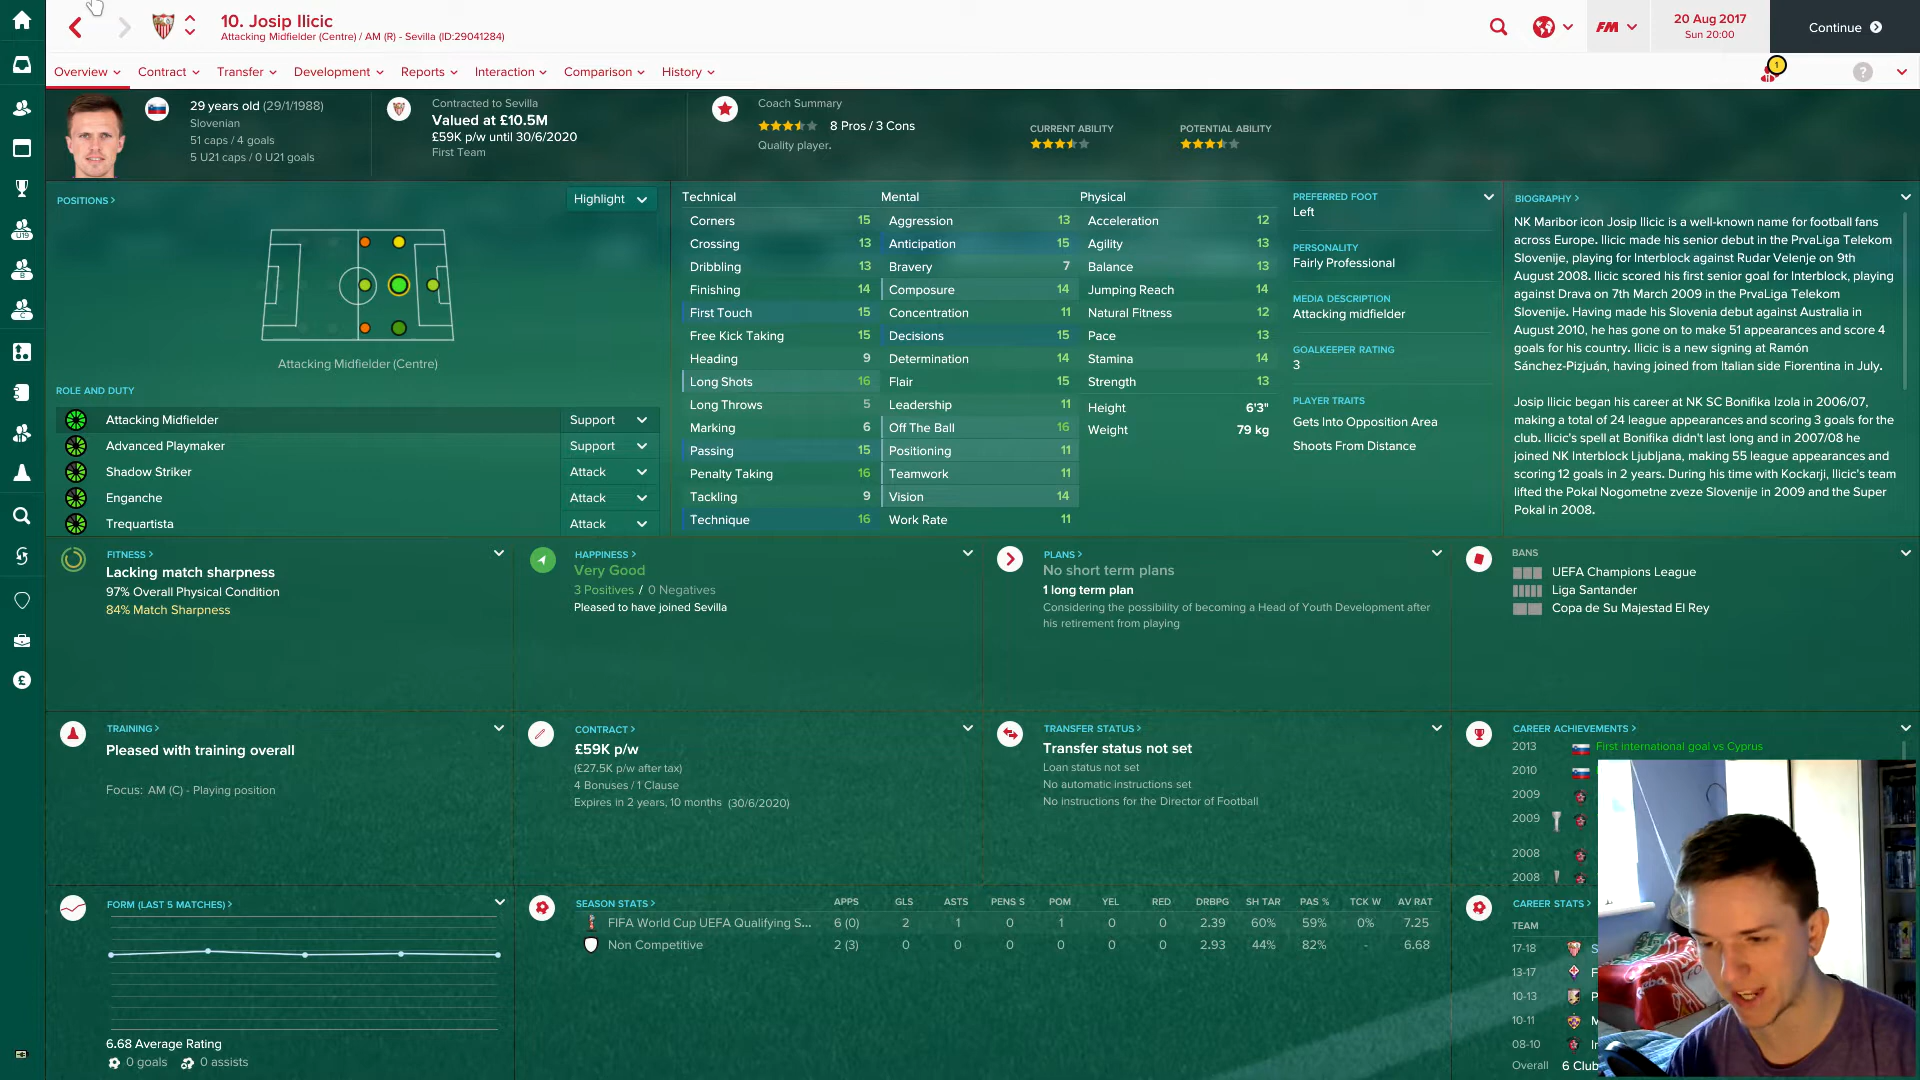 10. Josip Ilicic
Attacking Midfielder (Centre) / AM (R) - Sevilla (ID:29041284)
FM
20 Aug 2017
Sun 20:00
Continue
Overview
Contract
Transfer
Development
Reports
Interaction
Comparison
History
1
?
29 years old (29/1/1988)
Slovenian
51 caps / 4 goals
5 U21 caps / 0 U21 goals
Contracted to Sevilla
Valued at £10.5M
£59K p/w until 30/6/2020
First Team
Coach Summary
8 Pros / 3 Cons
Quality player.
CURRENT ABILITY
POTENTIAL ABILITY
POSITIONS >
Highlight
Attacking Midfielder (Centre)
ROLE AND DUTY
Attacking Midfielder Support
Advanced Playmaker Support
Shadow Striker Attack
Enganche Attack
Trequartista Attack
Technical
Corners 15
Crossing 13
Dribbling 13
Finishing 14
First Touch 15
Free Kick Taking 15
Heading 9
Long Shots 16
Long Throws 5
Marking 6
Passing 15
Penalty Taking 16
Tackling 9
Technique 16
Mental
Aggression 13
Anticipation 15
Bravery 7
Composure 14
Concentration 11
Decisions 15
Determination 14
Flair 15
Leadership 11
Off The Ball 16
Positioning 11
Teamwork 11
Vision 14
Work Rate 11
Physical
Acceleration 12
Agility 13
Balance 13
Jumping Reach 14
Natural Fitness 12
Pace 13
Stamina 14
Strength 13
Height 6'3"
Weight 79 kg
PREFERRED FOOT
Left
PERSONALITY
Fairly Professional
MEDIA DESCRIPTION
Attacking midfielder
GOALKEEPER RATING
3
PLAYER TRAITS
Gets Into Opposition Area
Shoots From Distance
BIOGRAPHY >
NK Maribor icon Josip Ilicic is a well-known name for football fans
across Europe. Ilicic made his senior debut in the PrvaLiga Telekom
Slovenije, playing for Interblock against Rudar Velenje on 9th
August 2008. Ilicic scored his first senior goal for Interblock, playing
against Drava on 7th March 2009 in the PrvaLiga Telekom
Slovenije. Having made his Slovenia debut against Australia in
August 2010, he has gone on to make 51 appearances and score 4
goals for his country. Ilicic is a new signing at Ramón
Sánchez-Pizjuán, having joined from Italian side Fiorentina in July.
Josip Ilicic began his career at NK SC Bonifika Izola in 2006/07,
making a total of 24 league appearances and scoring 3 goals for the
club. Ilicic's spell at Bonifika didn't last long and in 2007/08 he
joined NK Interblock Ljubljana, making 55 league appearances and
scoring 12 goals in 2 years. During his time with Kockarji, Ilicic's team
lifted the Pokal Nogometne zveze Slovenije in 2009 and the Super
Pokal in 2008.
FITNESS >
Lacking match sharpness
97% Overall Physical Condition
84% Match Sharpness
HAPPINESS >
Very Good
3 Positives / 0 Negatives
Pleased to have joined Sevilla
PLANS >
No short term plans
1 long term plan
Considering the possibility of becoming a Head of Youth Development after
his retirement from playing
BANS
UEFA Champions League
Liga Santander
Copa de Su Majestad El Rey
TRAINING >
Pleased with training overall
Focus: AM (C) - Playing position
CONTRACT >
£59K p/w
(£27.5K p/w after tax)
4 Bonuses / 1 Clause
Expires in 2 years, 10 months (30/6/2020)
TRANSFER STATUS >
Transfer status not set
Loan status not set
No automatic instructions set
No instructions for the Director of Football
CAREER ACHIEVEMENTS >
2013 First international goal vs Cyprus
2010
2009
2009
2008
2008
FORM (LAST 5 MATCHES) >
6.68 Average Rating
0 goals 0 assists
SEASON STATS > APPS GLS ASTS PENS S POM YEL RED DRBPG SH TAR PAS % TCK W AV RAT
FIFA World Cup UEFA Qualifying S... 6 (0) 2 1 0 1 0 0 2.39 60% 59% 0% 7.25
Non Competitive 2 (3) 0 0 0 0 0 0 2.93 44% 82% - 6.68
CAREER STATS >
TEAM
17-18 S
13-17 F
10-13 P
10-11 M
08-10 In
Overall 6 Club